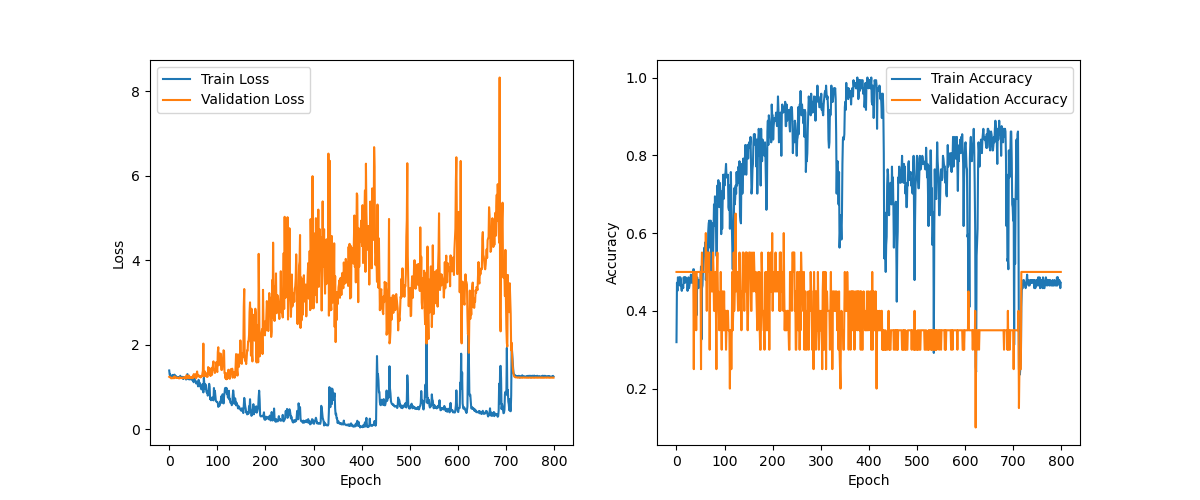 Train Loss
Validation Loss
Loss
8
6
4
2
0
0 100 200 300 400 500 600 700 800
Epoch
Train Accuracy
Validation Accuracy
Accuracy
1.0
0.8
0.6
0.4
0.2
0 100 200 300 400 500 600 700 800
Epoch